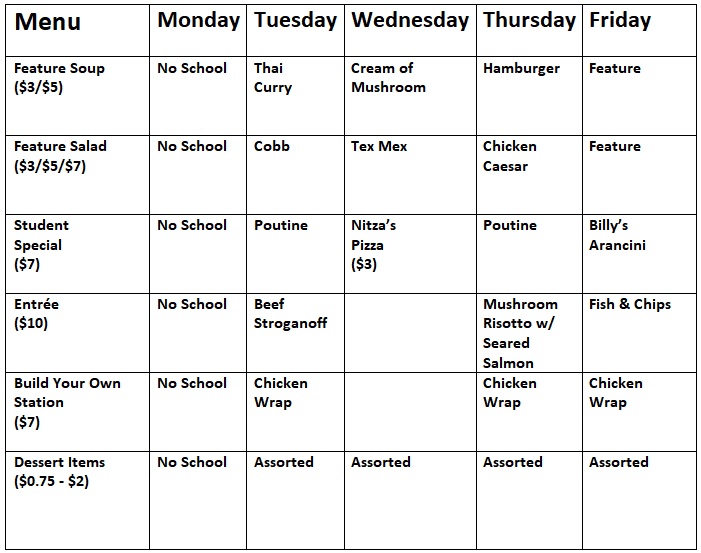 Menu Monday Tuesday Wednesday Thursday Friday
Feature Soup No School Thai Cream of Hamburger Feature
($3/$5) Curry Mushroom
Feature Salad No School Cobb Tex Mex Chicken Feature
($3/$5/$7) Caesar
Student No School Poutine Nitza’s Poutine Billy’s
Special Pizza Arancini
($7) ($3)
Entrée No School Beef Mushroom Fish & Chips
($10) Stroganoff Risotto w/
Seared
Salmon
Build Your Own No School Chicken Chicken Chicken
Station Wrap Wrap Wrap
($7)
Dessert Items No School Assorted Assorted Assorted Assorted
($0.75 - $2)